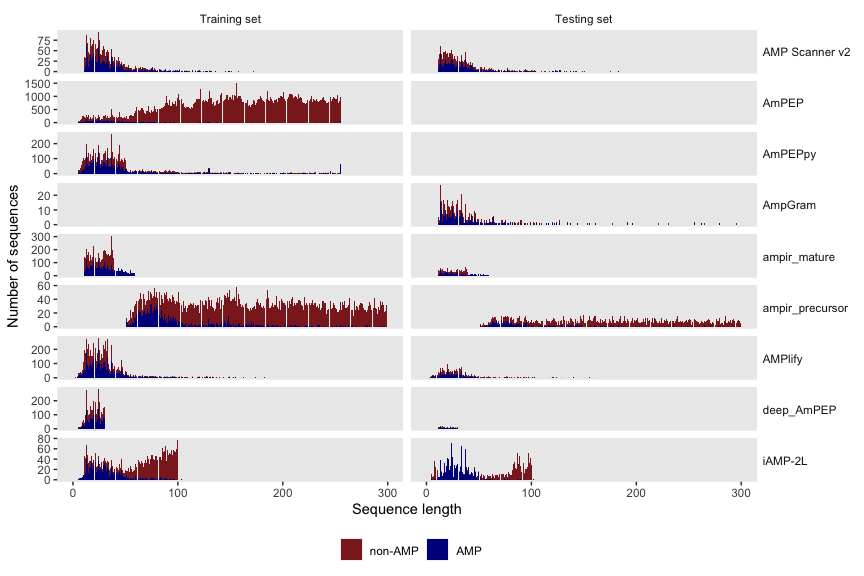 Training set
Testing set
Number of sequences
75
50
25
0
AMP Scanner v2
1500
1000
500
0
AmPEP
200
100
0
AmPEPpy
20
10
0
AmpGram
300
200
100
0
ampir_mature
60
40
20
0
ampir_precursor
200
100
0
AMPlify
200
100
0
deep_AmPEP
80
60
40
20
0
iAMP-2L
0 100 200 300 0 100 200 300
Sequence length
non-AMP AMP